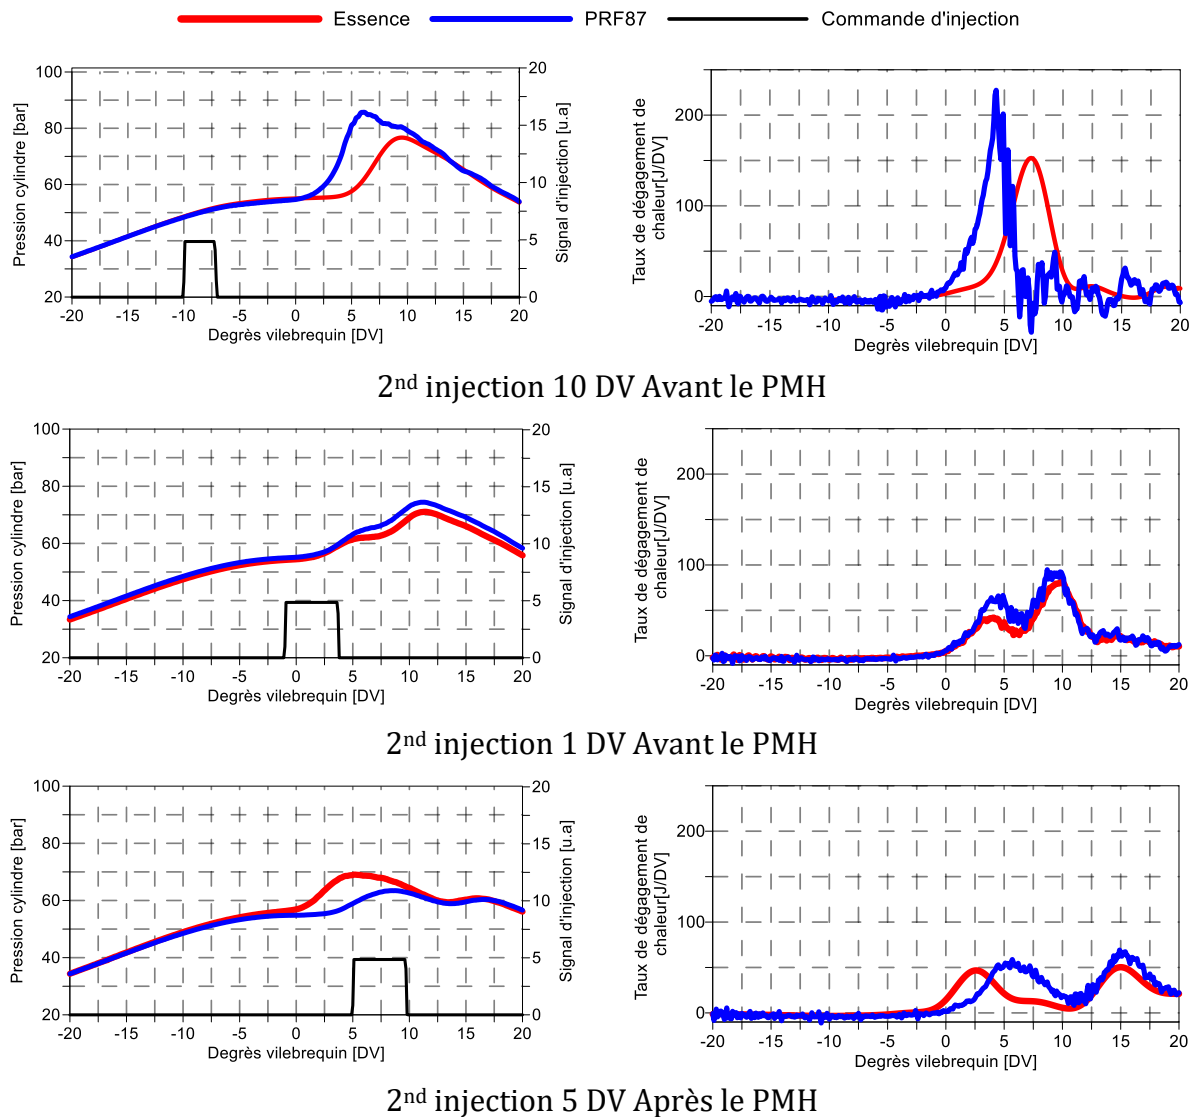 Essence PRF87 Commande d'injection
Pression cylindre [bar]
100
80
60
40
20
-20 -15 -10 -5 0 5 10 15 20
Degrès vilebrequin [DV]
20
15
10
5
0
Signal d'injection [u.a]
Taux de dégagement de
chaleur[J/DV]
200
100
0
-20 -15 -10 -5 0 5 10 15 20
Degrès vilebrequin [DV]
2nd injection 10 DV Avant le PMH
Pression cylindre [bar]
100
80
60
40
20
-20 -15 -10 -5 0 5 10 15 20
Degrès vilebrequin [DV]
20
15
10
5
0
Signal d'injection [u.a]
Taux de dégagement de
chaleur[J/DV]
200
100
0
-20 -15 -10 -5 0 5 10 15 20
Degrès vilebrequin [DV]
2nd injection 1 DV Avant le PMH
Pression cylindre [bar]
100
80
60
40
20
-20 -15 -10 -5 0 5 10 15 20
Degrès vilebrequin [DV]
20
15
10
5
0
Signal d'injection [u.a]
Taux de dégagement de
chaleur[J/DV]
200
100
0
-20 -15 -10 -5 0 5 10 15 20
Degrès vilebrequin [DV]
2nd injection 5 DV Après le PMH